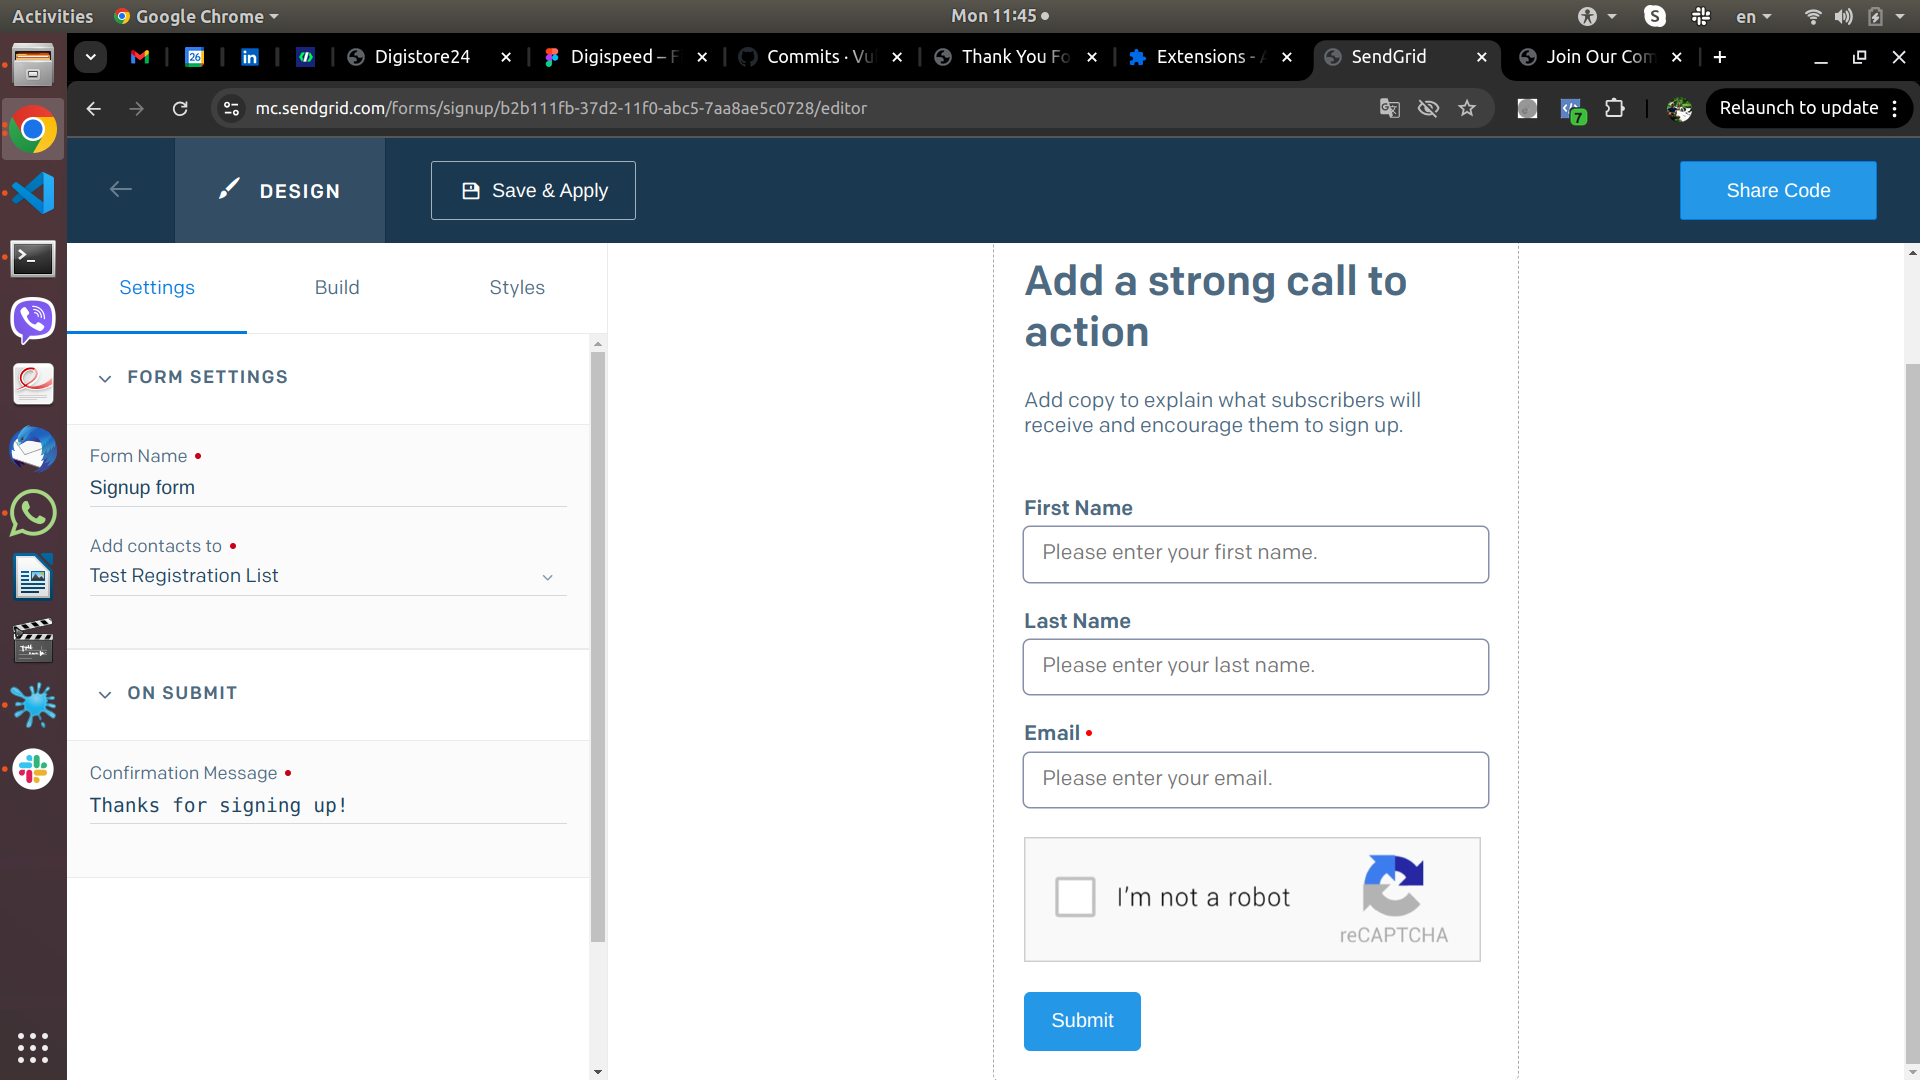 Activities
Google Chrome
Mon 11:45
en
Digistore24
Digispeed – F
Commits · Vu
Thank You Fo
Extensions - A
SendGrid
Join Our Com
mc.sendgrid.com/forms/signup/b2b111fb-37d2-11f0-abc5-7aa8ae5c0728/editor
7
Relaunch to update
DESIGN
Save & Apply
Share Code
Settings
Build
Styles
FORM SETTINGS
Form Name
Signup form
Add contacts to
Test Registration List
ON SUBMIT
Confirmation Message
Thanks for signing up!
Add a strong call to
action
Add copy to explain what subscribers will
receive and encourage them to sign up.
First Name
Please enter your first name.
Last Name
Please enter your last name.
Email
Please enter your email.
I'm not a robot
reCAPTCHA
Submit